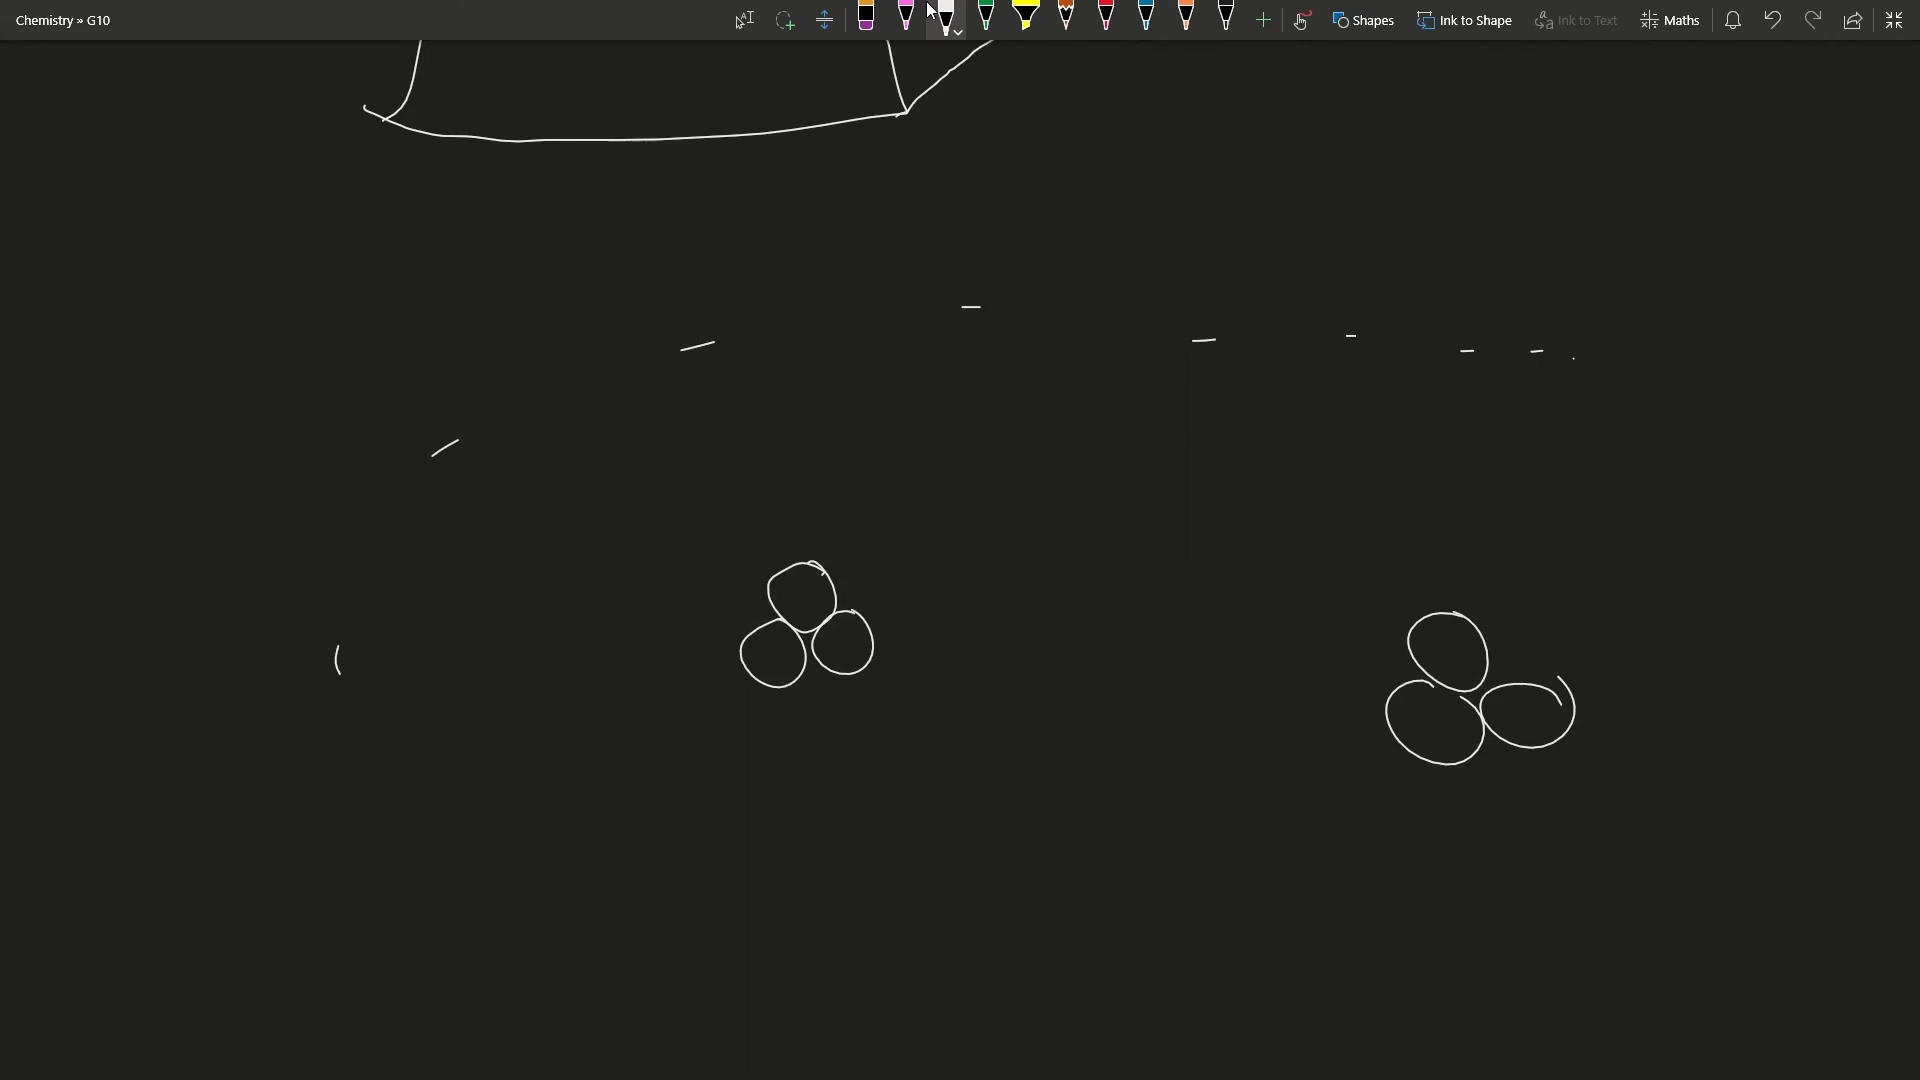 Chemistry » G10
Shapes
Ink to Shape
Ink to Text
Maths